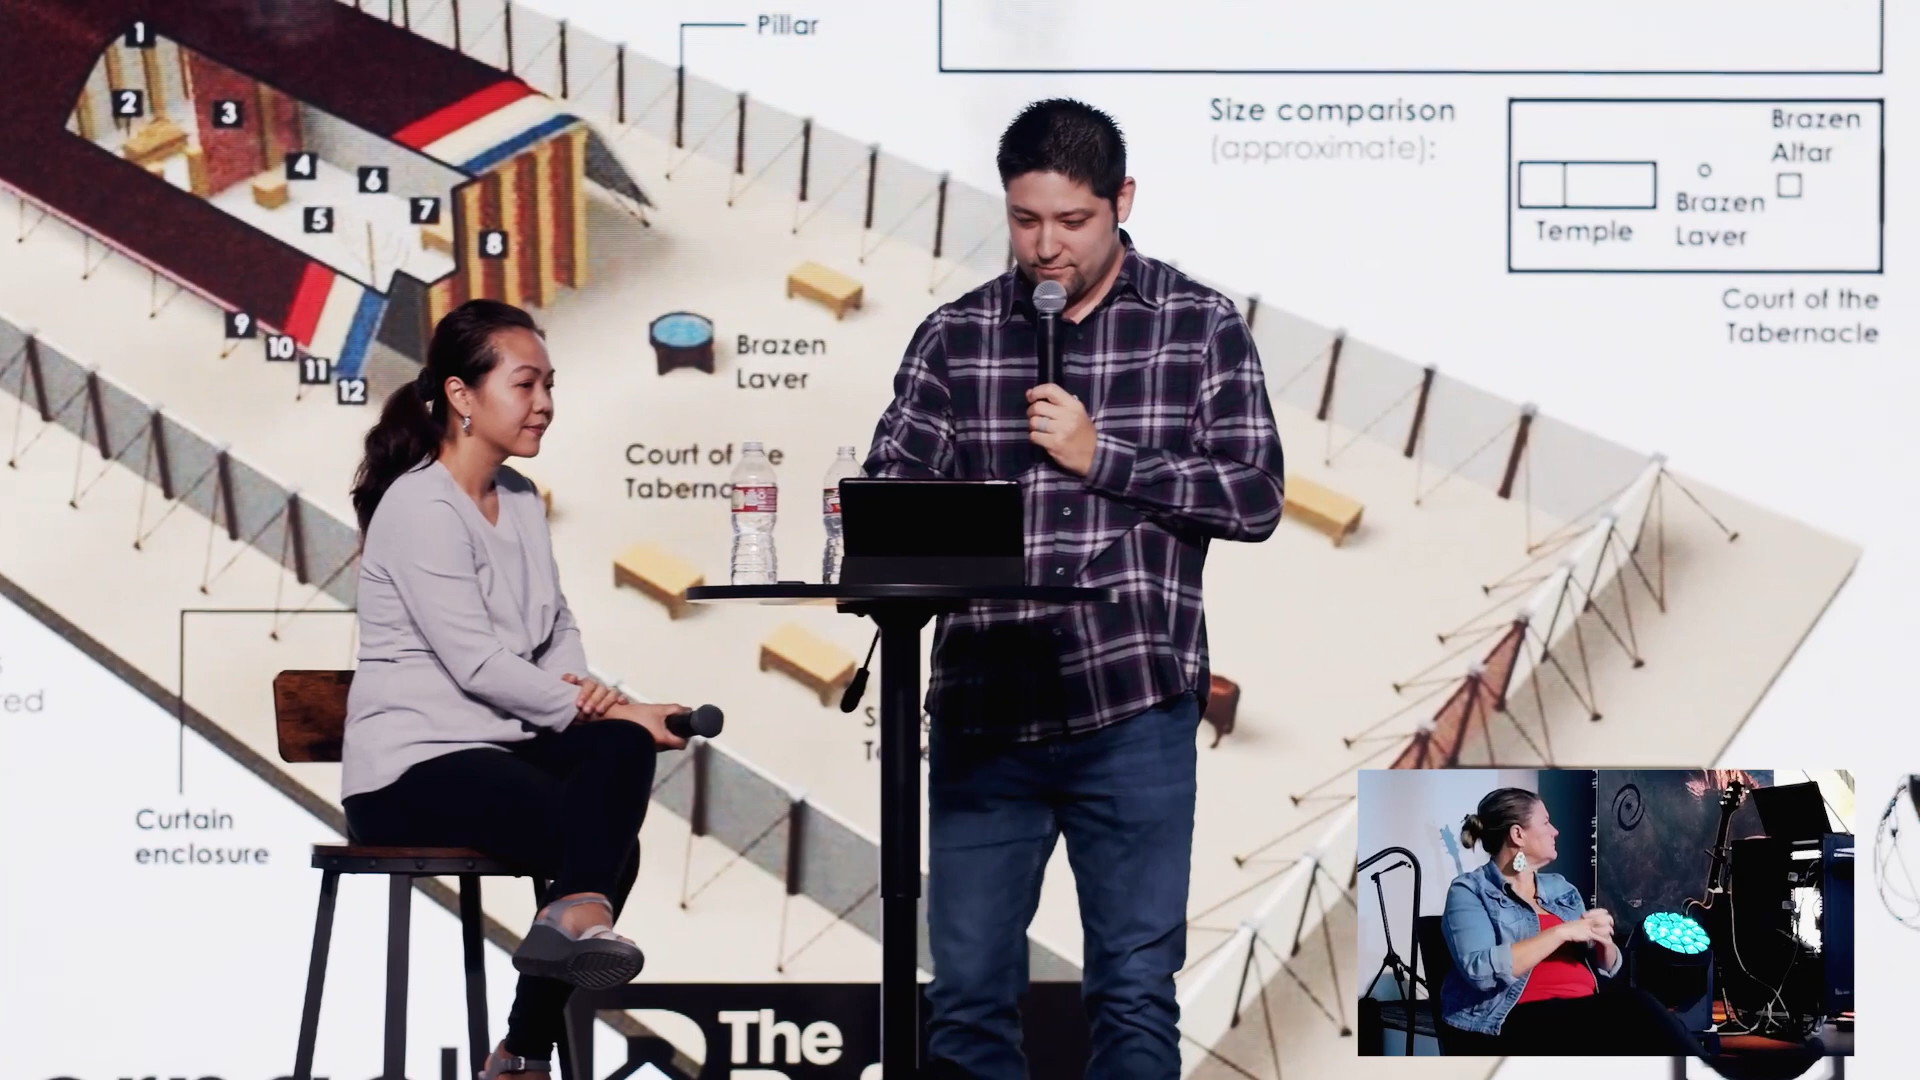 1
Pillar
2
3
Size comparison
(approximate):
Brazen
Altar
4
6
5
7
8
Temple
Brazen
Laver
Court of the
Tabernacle
9
10
11
12
Brazen
Laver
Court of
Curtain
enclosure
The